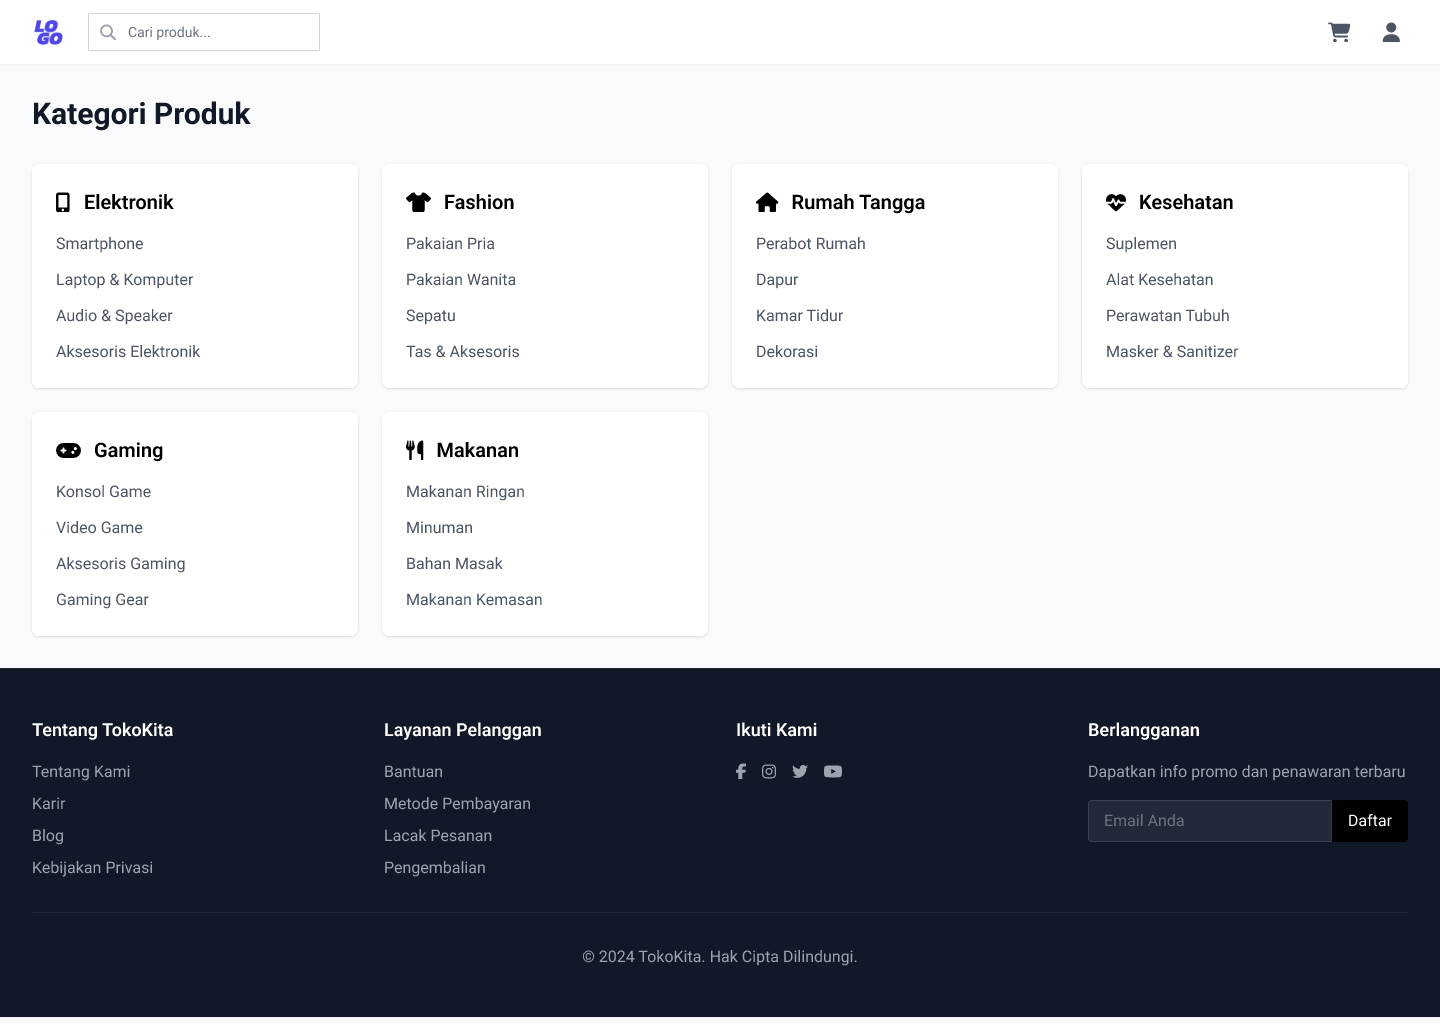 LO
GO
Cari produk...
Kategori Produk
Elektronik
Smartphone
Laptop & Komputer
Audio & Speaker
Aksesoris Elektronik
Fashion
Pakaian Pria
Pakaian Wanita
Sepatu
Tas & Aksesoris
Rumah Tangga
Perabot Rumah
Dapur
Kamar Tidur
Dekorasi
Kesehatan
Suplemen
Alat Kesehatan
Perawatan Tubuh
Masker & Sanitizer
Gaming
Konsol Game
Video Game
Aksesoris Gaming
Gaming Gear
Makanan
Makanan Ringan
Minuman
Bahan Masak
Makanan Kemasan
Tentang TokoKita
Tentang Kami
Karir
Blog
Kebijakan Privasi
Layanan Pelanggan
Bantuan
Metode Pembayaran
Lacak Pesanan
Pengembalian
Ikuti Kami
Berlangganan
Dapatkan info promo dan penawaran terbaru
Email Anda
Daftar
© 2024 TokoKita. Hak Cipta Dilindungi.